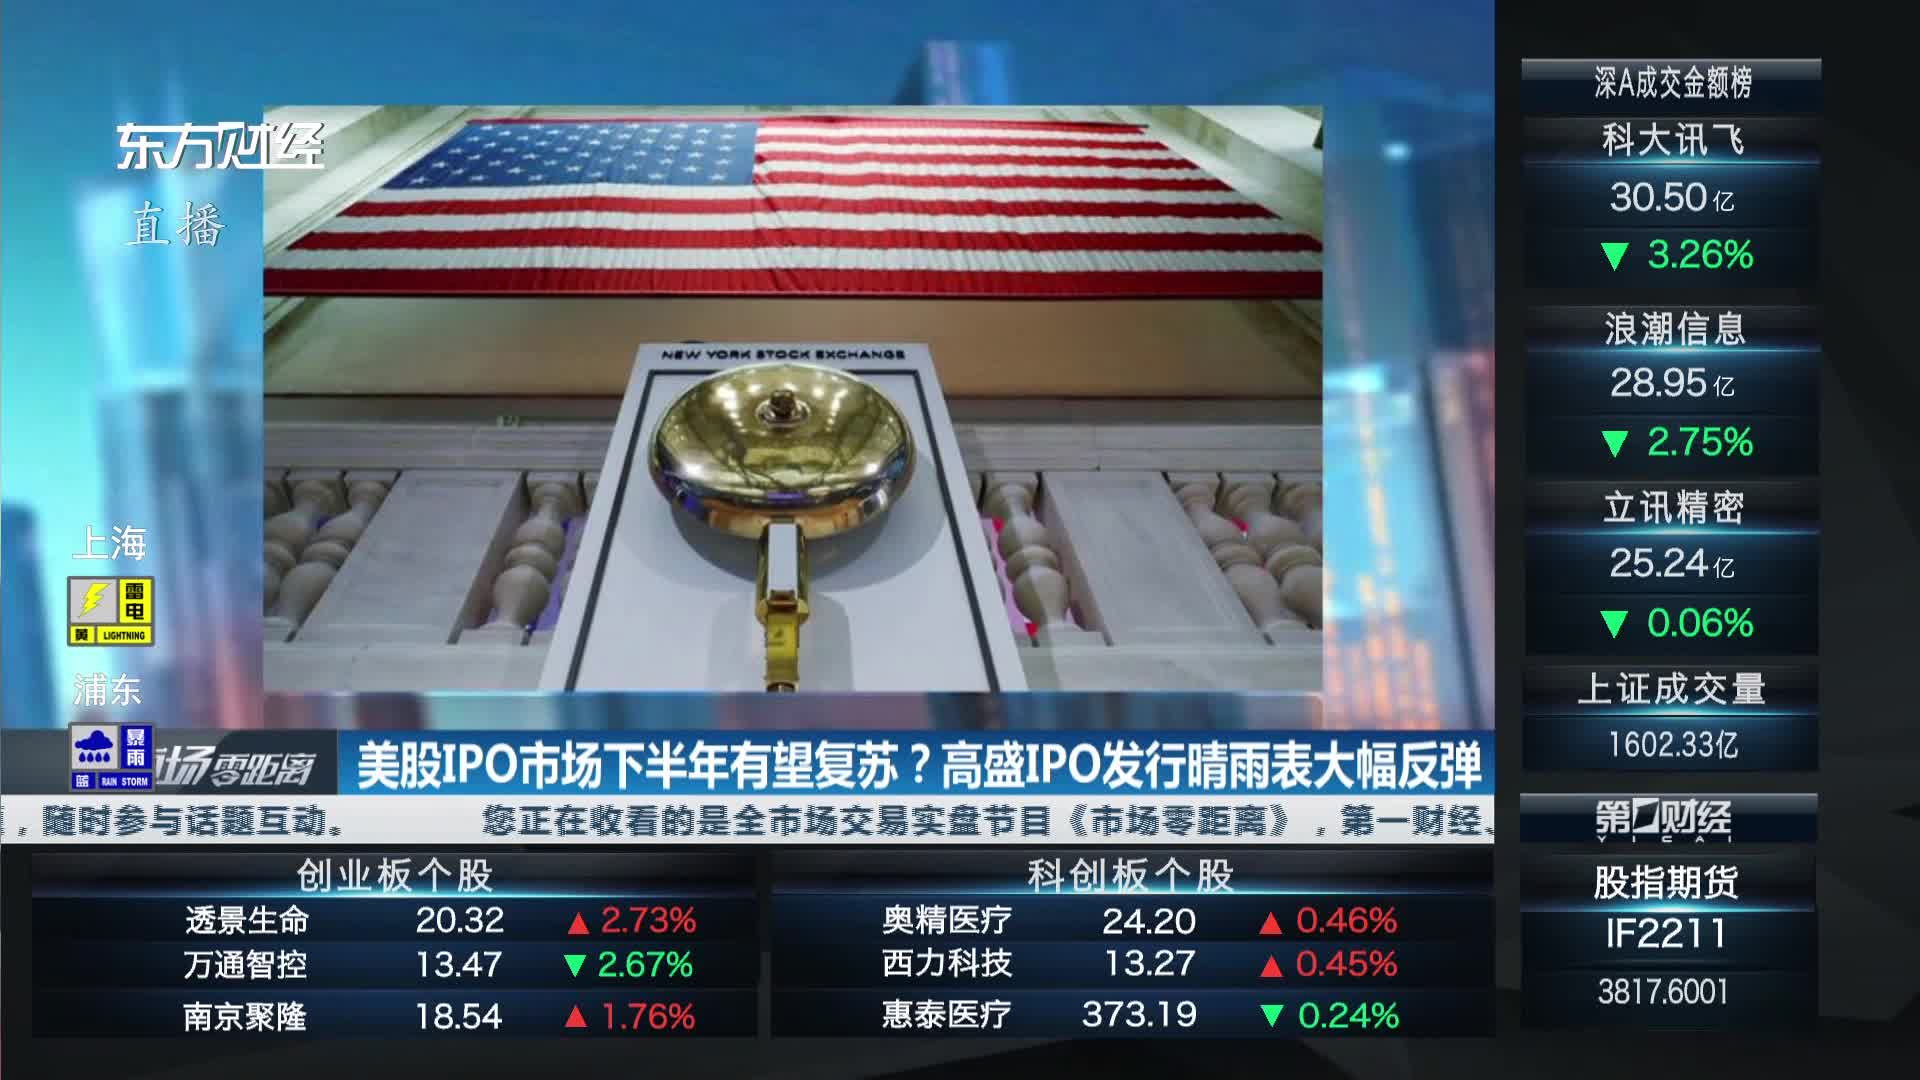 东方财经
直播
NEW YORK STOCK EXCHANGE
上海
雷电
黄 LIGHTNING
浦东
暴雨
蓝 RAIN STORM
市场零距离
美股IPO市场下半年有望复苏？高盛IPO发行晴雨表大幅反弹
，随时参与话题互动。 您正在收看的是全市场交易实盘节目《市场零距离》，第一财经、
创业板个股
透景生命 20.32 ▲ 2.73%
万通智控 13.47 ▼ 2.67%
南京聚隆 18.54 ▲ 1.76%
科创板个股
奥精医疗 24.20 ▲ 0.46%
西力科技 13.27 ▲ 0.45%
惠泰医疗 373.19 ▼ 0.24%
深A成交金额榜
科大讯飞
30.50亿
▼ 3.26%
浪潮信息
28.95亿
▼ 2.75%
立讯精密
25.24亿
▼ 0.06%
上证成交量
1602.33亿
第一财经
YICAI
股指期货
IF2211
3817.6001